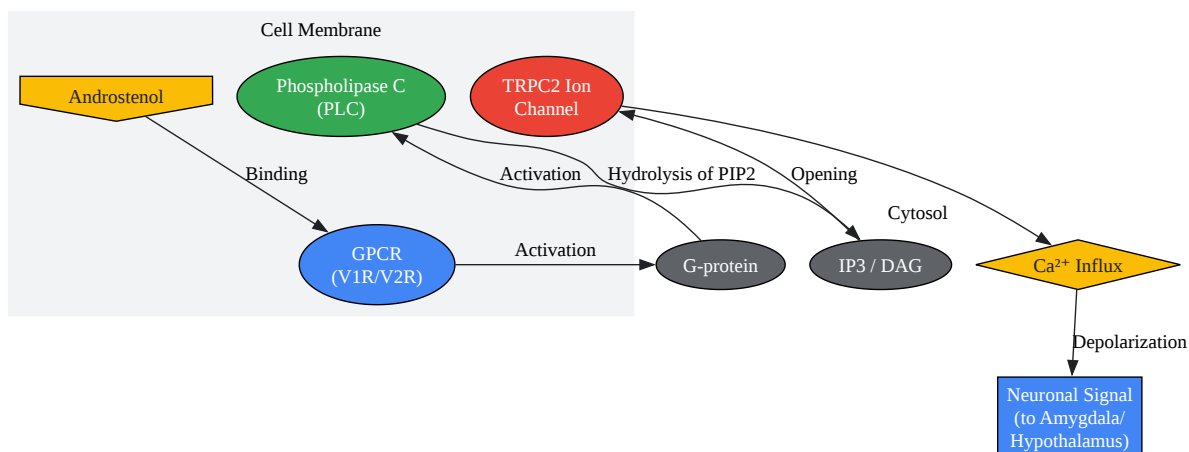 Cell Membrane
Androstenol
Phospholipase C
(PLC)
TRPC2 Ion
Channel
Binding
Activation
Hydrolysis of PIP2
Opening
Cytosol
GPCR
(V1R/V2R)
Activation
G-protein
IP3 / DAG
Ca²⁺ Influx
Depolarization
Neuronal Signal
(to Amygdala/
Hypothalamus)